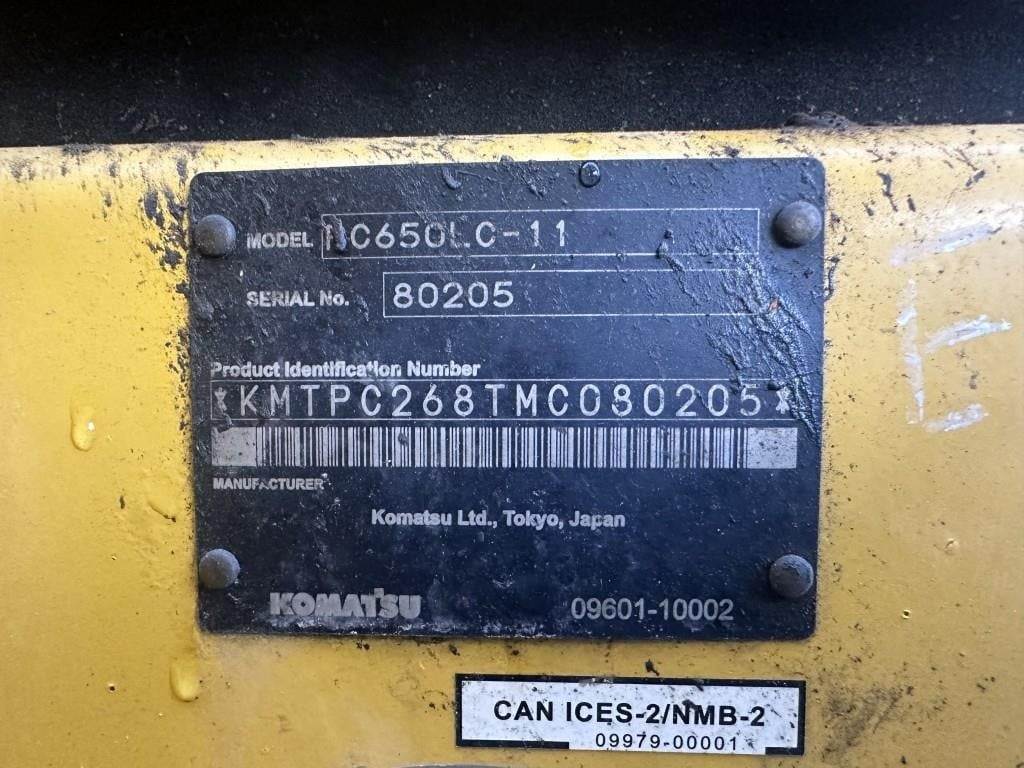 MODEL PC650LC-11
SERIAL No. 80205
Product Identification Number
*KMTPC268TMC080205*
MANUFACTURER
Komatsu Ltd., Tokyo, Japan
KOMATSU 09601-10002
CAN ICES-2/NMB-2
09979-00001